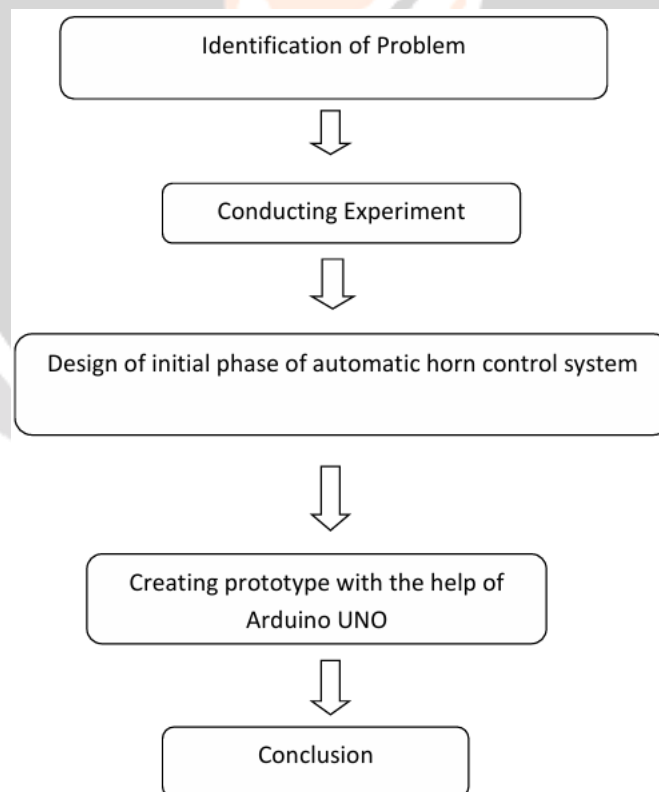 Identification of Problem
Conducting Experiment
Design of initial phase of automatic horn control system
Creating prototype with the help of
Arduino UNO
Conclusion